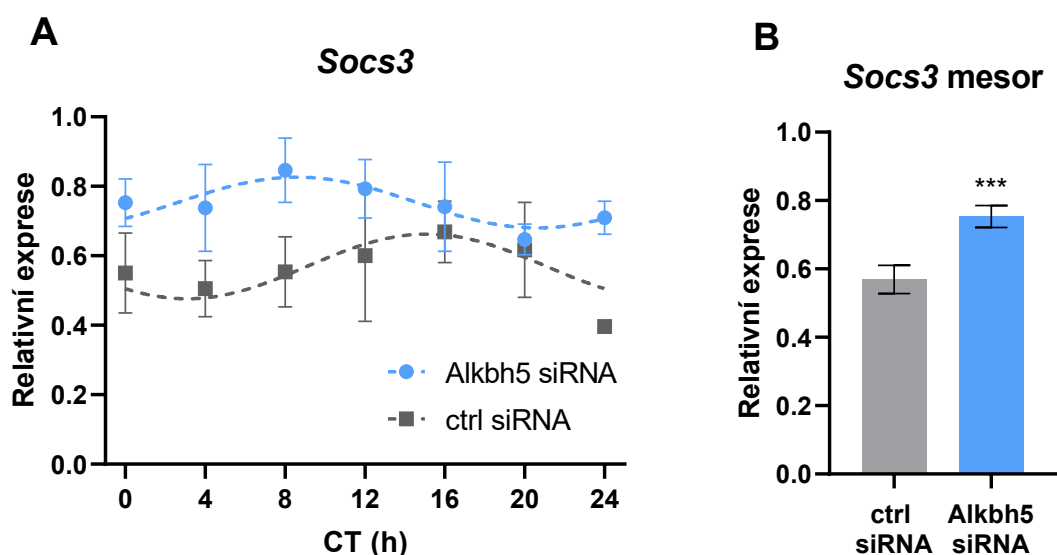 A
Socs3
Relativní exprese
1.0
0.8
0.6
0.4
0.2
0.0
Alkbh5 siRNA
ctrl siRNA
0 4 8 12 16 20 24
CT (h)
B
Socs3 mesor
Relativní exprese
1.0
0.8
0.6
0.4
0.2
0.0
***
ctrl Alkbh5
siRNA siRNA